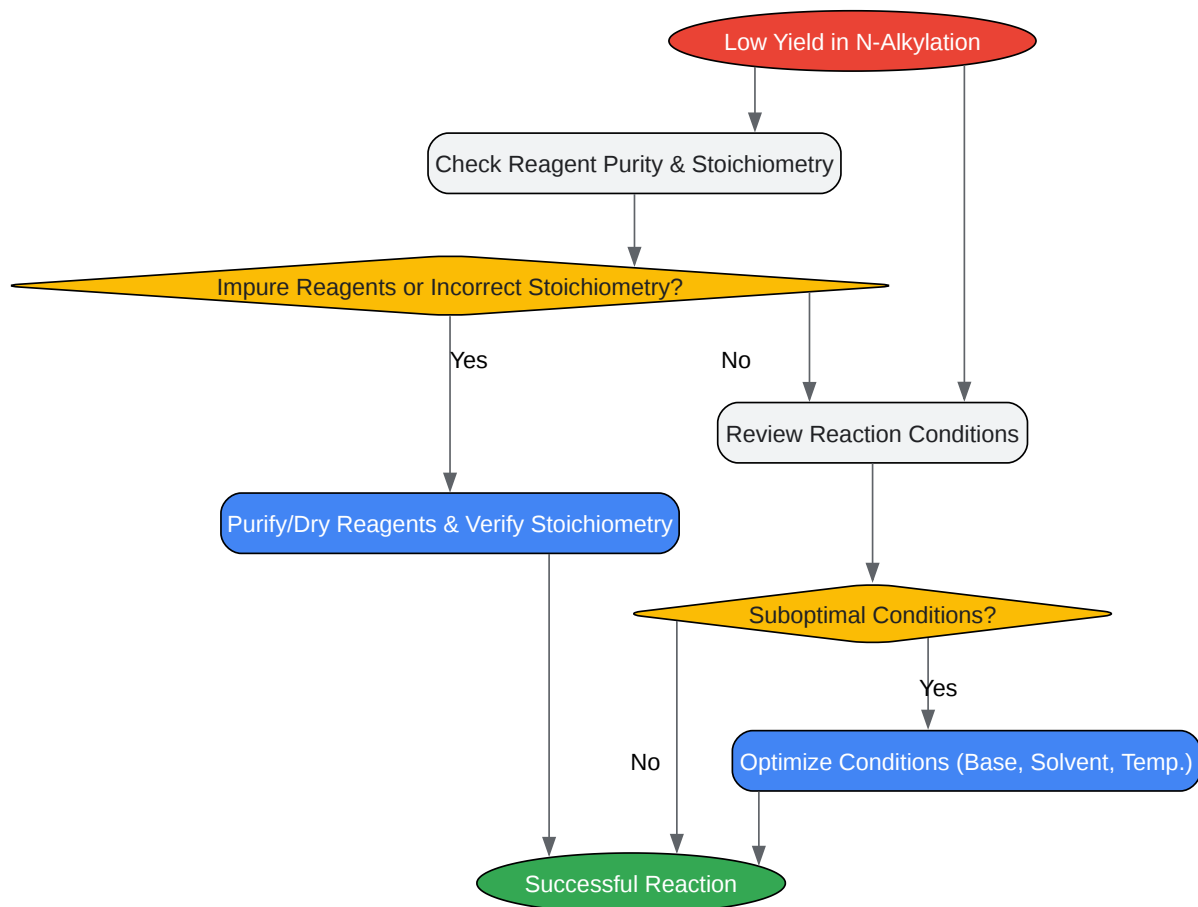 Low Yield in N-Alkylation
Check Reagent Purity & Stoichiometry
Impure Reagents or Incorrect Stoichiometry?
Yes
No
Review Reaction Conditions
Purify/Dry Reagents & Verify Stoichiometry
Suboptimal Conditions?
Yes
No
Optimize Conditions (Base, Solvent, Temp.)
Successful Reaction